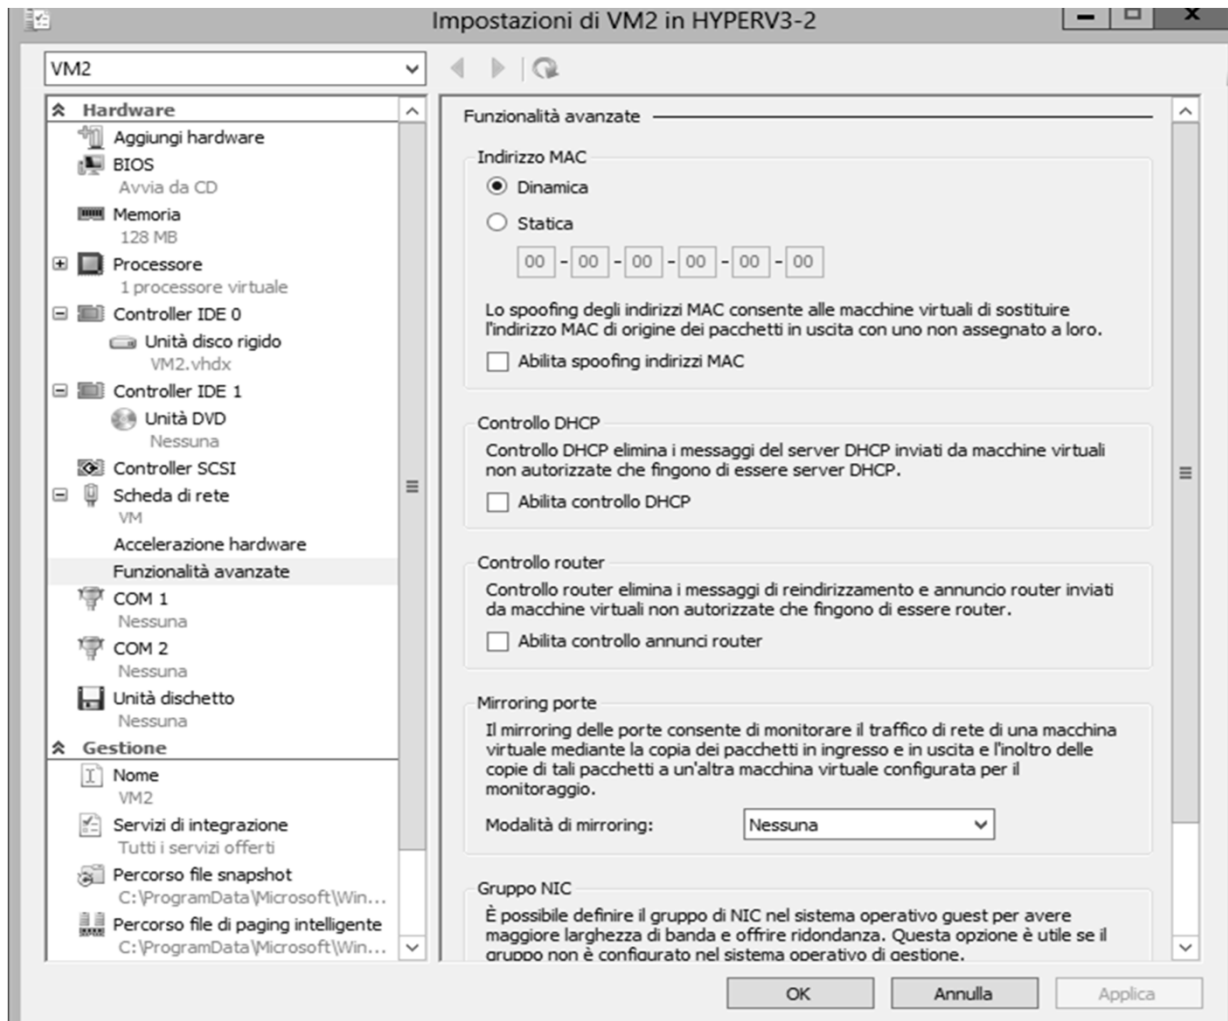 Impostazioni di VM2 in HYPERV3-2
VM2
Hardware
Aggiungi hardware
BIOS
Avvia da CD
Memoria
128 MB
Processore
1 processore virtuale
Controller IDE 0
Unità disco rigido
VM2.vhdx
Controller IDE 1
Unità DVD
Nessuna
Controller SCSI
Scheda di rete
VM
Accelerazione hardware
Funzionalità avanzate
COM 1
Nessuna
COM 2
Nessuna
Unità dischetto
Nessuna
Gestione
Nome
VM2
Servizi di integrazione
Tutti i servizi offerti
Percorso file snapshot
C:\ProgramData\Microsoft\Win...
Percorso file di paging intelligente
C:\ProgramData\Microsoft\Win...
Funzionalità avanzate
Indirizzo MAC
Dinamica
Statica
00 - 00 - 00 - 00 - 00 - 00
Lo spoofing degli indirizzi MAC consente alle macchine virtuali di sostituire
l'indirizzo MAC di origine dei pacchetti in uscita con uno non assegnato a loro.
Abilita spoofing indirizzi MAC
Controllo DHCP
Controllo DHCP elimina i messaggi del server DHCP inviati da macchine virtuali
non autorizzate che fingono di essere server DHCP.
Abilita controllo DHCP
Controllo router
Controllo router elimina i messaggi di reindirizzamento e annuncio router inviati
da macchine virtuali non autorizzate che fingono di essere router.
Abilita controllo annunci router
Mirroring porte
Il mirroring delle porte consente di monitorare il traffico di rete di una macchina
virtuale mediante la copia dei pacchetti in ingresso e in uscita e l'inoltro delle
copie di tali pacchetti a un'altra macchina virtuale configurata per il
monitoraggio.
Modalità di mirroring:
Nessuna
Gruppo NIC
È possibile definire il gruppo di NIC nel sistema operativo guest per avere
maggiore larghezza di banda e offrire ridondanza. Questa opzione è utile se il
gruppo non è configurato nel sistema operativo di gestione.
OK
Annulla
Applica